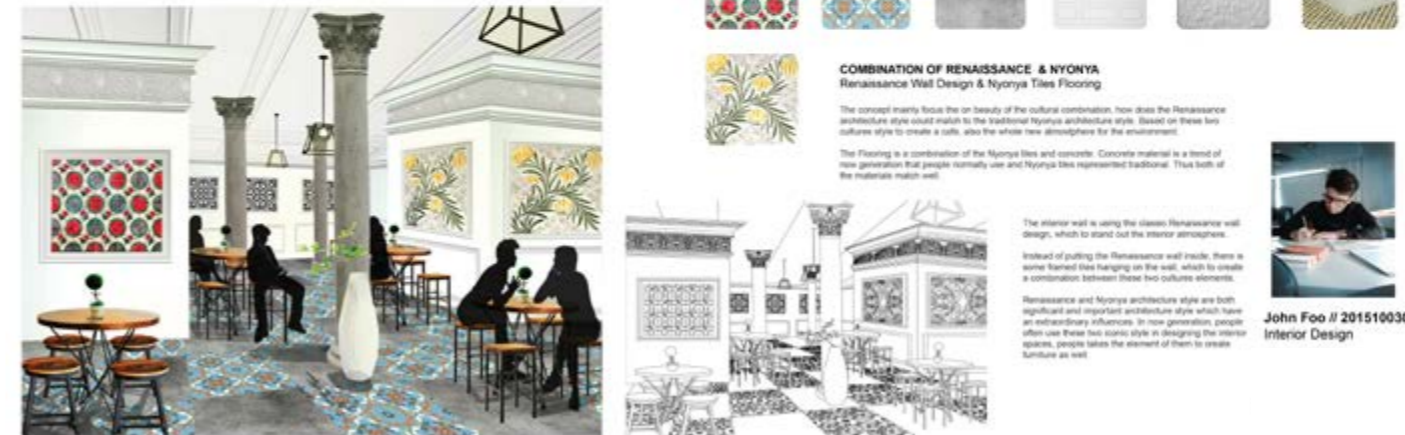 COMBINATION OF RENAISSANCE & NYONYA
Renaissance Wall Design & Nyonya Tiles Flooring
The concept mainly focus the on beauty of the cultural combination, how does the Renaissance
architecture style could match to the traditional Nyonya architecture style. Based on these two
cultures style to create a cafe, also the whole new atmostphere for the environment.
The Flooring is a combination of the Nyonya tiles and concrete. Concrete material is a trend of
now generation that people normally use and Nyonya tiles represented traditional. Thus both of
the materials match well.
The interior wall is using the classic Renaissance wall
design, which to stand out the interior atmosphere.
Instead of putting the Renaissance wall inside, there is
some framed tiles hanging on the wall, which to create
a combination between these two cultures elements.
Renaissance and Nyonya architecture style are both
significant and important architecture style which have
an extraordinary influences. In now generation, people
often use these two iconic style in designing the interior
spaces, people takes the element of them to create
furniture as well.
John Foo // 201510030
Interior Design